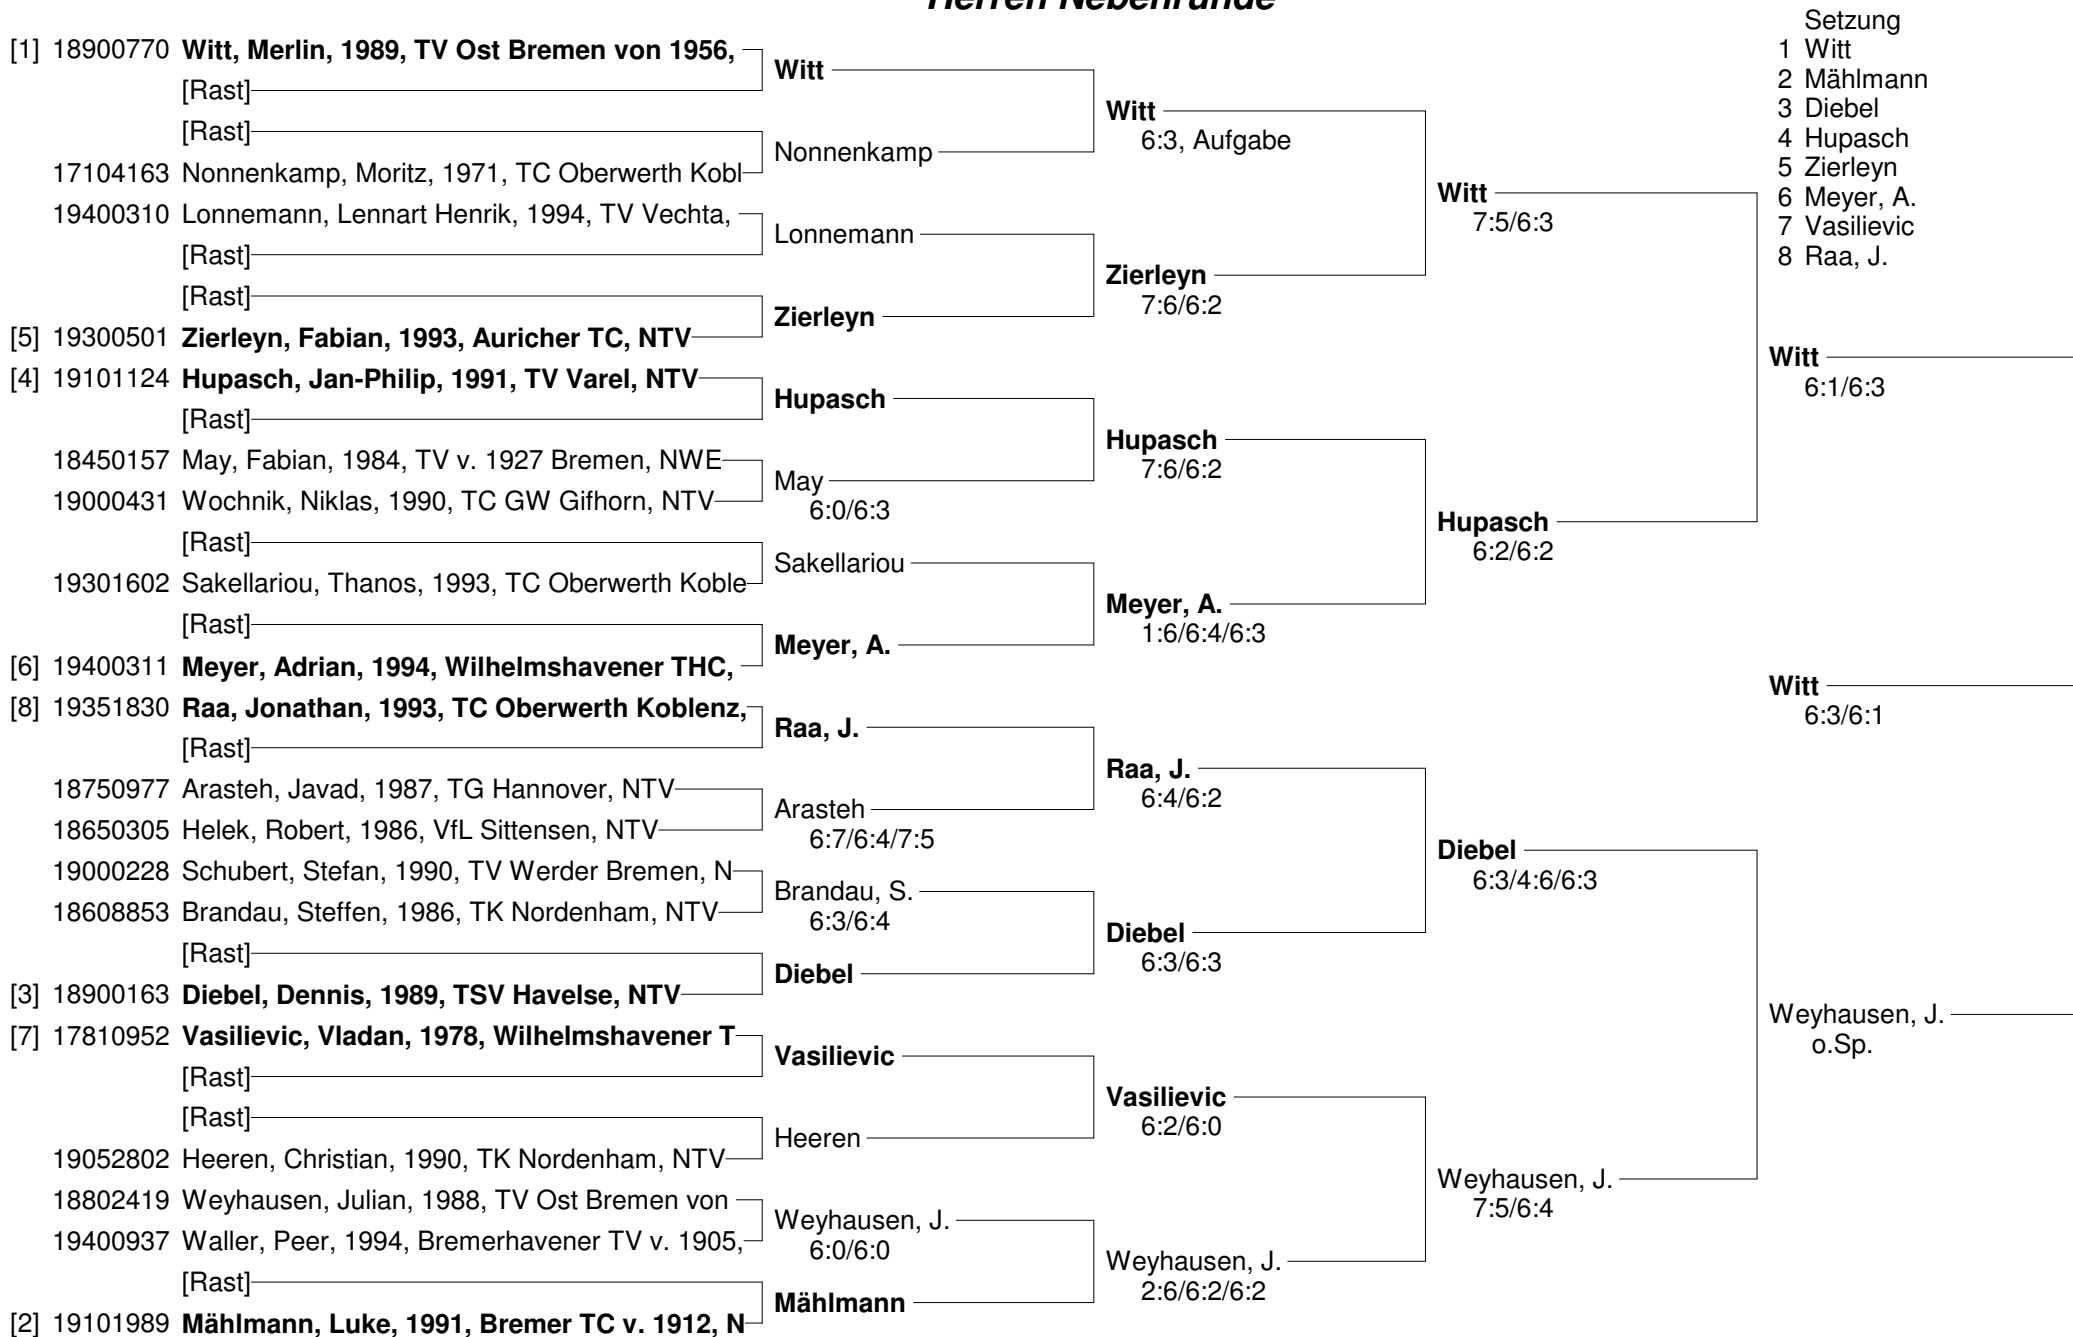 Herren Nebenrunde
Setzung
1 Witt
2 Mählmann
3 Diebel
4 Hupasch
5 Zierleyn
6 Meyer, A.
7 Vasilievic
8 Raa, J.
[1] 18900770 Witt, Merlin, 1989, TV Ost Bremen von 1956,
[Rast]
[Rast]
17104163 Nonnenkamp, Moritz, 1971, TC Oberwerth Kobl
19400310 Lonnemann, Lennart Henrik, 1994, TV Vechta,
[Rast]
[Rast]
[5] 19300501 Zierleyn, Fabian, 1993, Auricher TC, NTV
[4] 19101124 Hupasch, Jan-Philip, 1991, TV Varel, NTV
[Rast]
18450157 May, Fabian, 1984, TV v. 1927 Bremen, NWE
19000431 Wochnik, Niklas, 1990, TC GW Gifhorn, NTV
[Rast]
19301602 Sakellariou, Thanos, 1993, TC Oberwerth Koble
[Rast]
[6] 19400311 Meyer, Adrian, 1994, Wilhelmshavener THC,
[8] 19351830 Raa, Jonathan, 1993, TC Oberwerth Koblenz,
[Rast]
18750977 Arasteh, Javad, 1987, TG Hannover, NTV
18650305 Helek, Robert, 1986, VfL Sittensen, NTV
19000228 Schubert, Stefan, 1990, TV Werder Bremen, N
18608853 Brandau, Steffen, 1986, TK Nordenham, NTV
[Rast]
[3] 18900163 Diebel, Dennis, 1989, TSV Havelse, NTV
[7] 17810952 Vasilievic, Vladan, 1978, Wilhelmshavener T
[Rast]
[Rast]
19052802 Heeren, Christian, 1990, TK Nordenham, NTV
18802419 Weyhausen, Julian, 1988, TV Ost Bremen von
19400937 Waller, Peer, 1994, Bremerhavener TV v. 1905,
[Rast]
[2] 19101989 Mählmann, Luke, 1991, Bremer TC v. 1912, N
Witt
Nonnenkamp
Lonnemann
Zierleyn
Hupasch
May
6:0/6:3
Sakellariou
Meyer, A.
Raa, J.
Arasteh
6:7/6:4/7:5
Brandau, S.
6:3/6:4
Diebel
Vasilievic
Heeren
Weyhausen, J.
6:0/6:0
Mählmann
Witt
6:3, Aufgabe
Zierleyn
7:6/6:2
Hupasch
7:6/6:2
Meyer, A.
1:6/6:4/6:3
Raa, J.
6:4/6:2
Diebel
6:3/6:3
Vasilievic
6:2/6:0
Weyhausen, J.
2:6/6:2/6:2
Witt
7:5/6:3
Hupasch
6:2/6:2
Diebel
6:3/4:6/6:3
Weyhausen, J.
7:5/6:4
Witt
6:1/6:3
Witt
6:3/6:1
Weyhausen, J.
o.Sp.